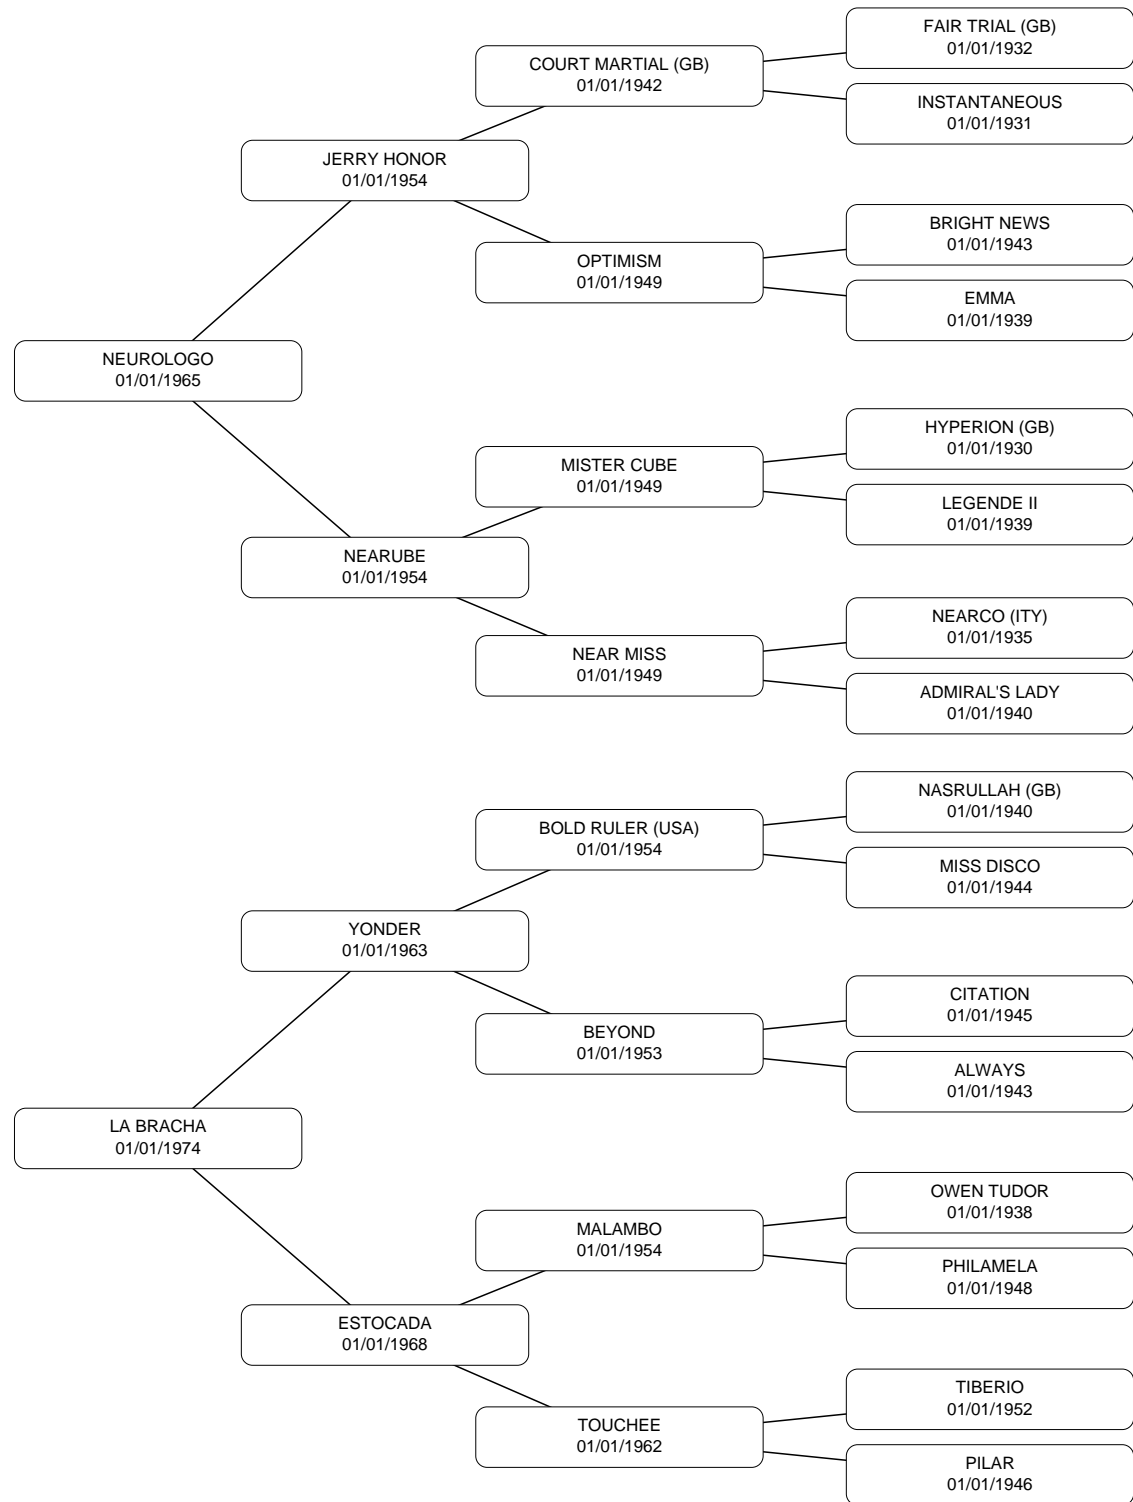 FAIR TRIAL (GB)
01/01/1932
COURT MARTIAL (GB)
01/01/1942
INSTANTANEOUS
01/01/1931
JERRY HONOR
01/01/1954
BRIGHT NEWS
01/01/1943
OPTIMISM
01/01/1949
EMMA
01/01/1939
NEUROLOGO
01/01/1965
HYPERION (GB)
01/01/1930
MISTER CUBE
01/01/1949
LEGENDE II
01/01/1939
NEARUBE
01/01/1954
NEARCO (ITY)
01/01/1935
NEAR MISS
01/01/1949
ADMIRAL'S LADY
01/01/1940
NASRULLAH (GB)
01/01/1940
BOLD RULER (USA)
01/01/1954
MISS DISCO
01/01/1944
YONDER
01/01/1963
CITATION
01/01/1945
BEYOND
01/01/1953
ALWAYS
01/01/1943
LA BRACHA
01/01/1974
OWEN TUDOR
01/01/1938
MALAMBO
01/01/1954
PHILAMELA
01/01/1948
ESTOCADA
01/01/1968
TIBERIO
01/01/1952
TOUCHEE
01/01/1962
PILAR
01/01/1946